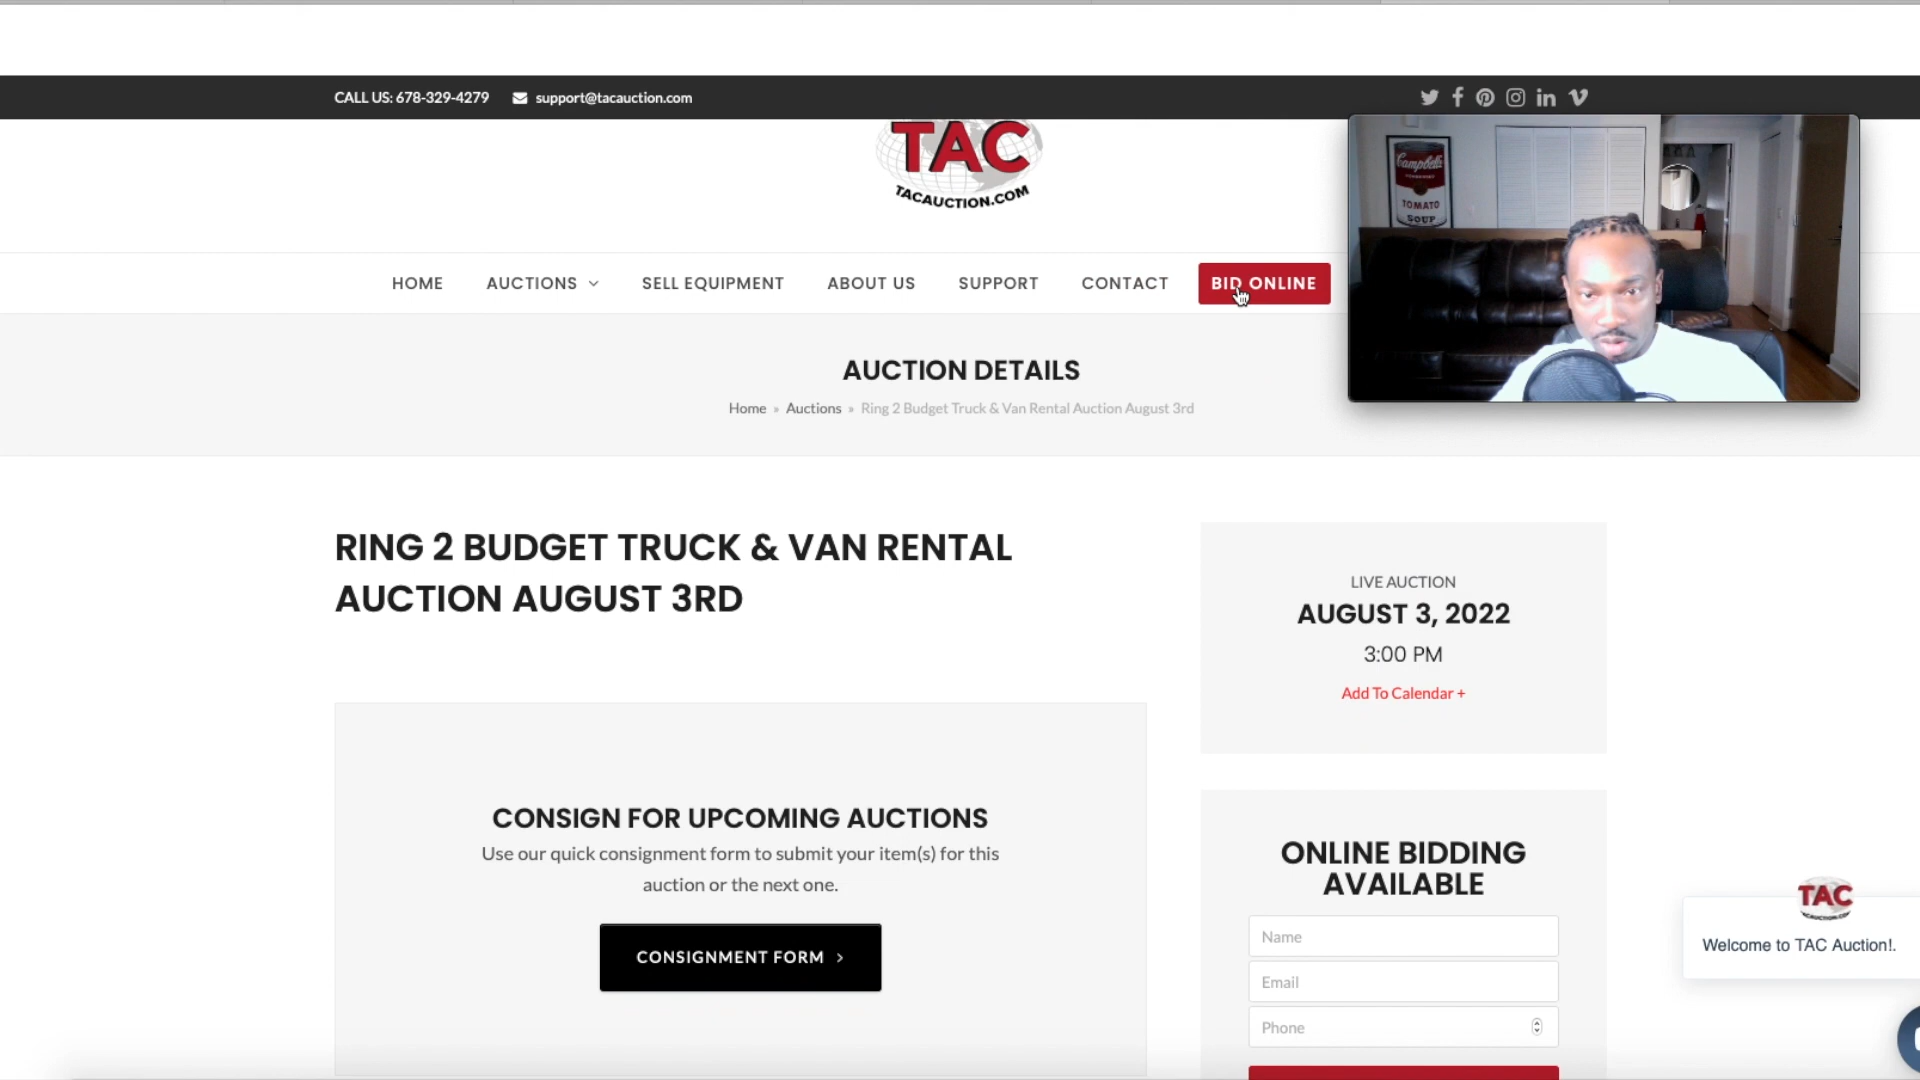 CALL US: 678-329-4279
support@tacauction.com
TAC
TACAUCTION.COM
Campbell's
TOMATO
SOUP
HOME
AUCTIONS
SELL EQUIPMENT
ABOUT US
SUPPORT
CONTACT
BID ONLINE
AUCTION DETAILS
Home » Auctions » Ring 2 Budget Truck & Van Rental Auction August 3rd
RING 2 BUDGET TRUCK & VAN RENTAL
AUCTION AUGUST 3RD
LIVE AUCTION
AUGUST 3, 2022
3:00 PM
Add To Calendar +
CONSIGN FOR UPCOMING AUCTIONS
Use our quick consignment form to submit your item(s) for this
auction or the next one.
CONSIGNMENT FORM >
ONLINE BIDDING
AVAILABLE
Name
Email
Phone
TAC
Welcome to TAC Auction!.